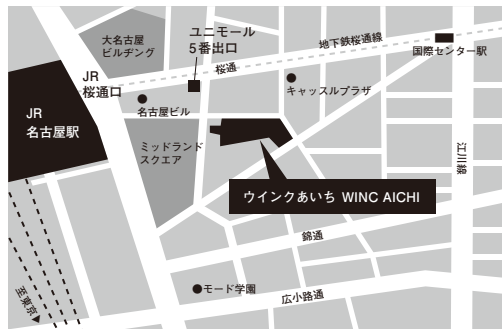 大名古屋
ビルヂング
ユニモール
5番出口
地下鉄桜通線
国際センター駅
桜通
JR
桜通口
キャッスルプラザ
名古屋ビル
JR
名古屋駅
ミッドランド
スクエア
江川線
ウインクあいち WINC AICHI
錦通
モード学園
広小路通
至東京